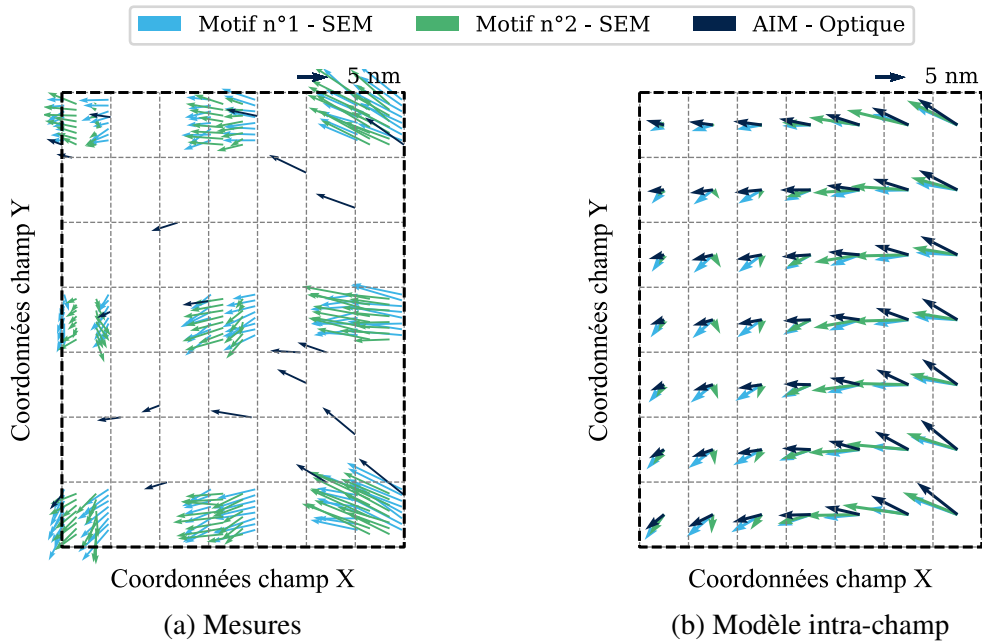 Motif n°1 - SEM Motif n°2 - SEM AIM - Optique
5 nm 5 nm
Coordonnées champ Y
Coordonnées champ X
(a) Mesures
Coordonnées champ Y
Coordonnées champ X
(b) Modèle intra-champ